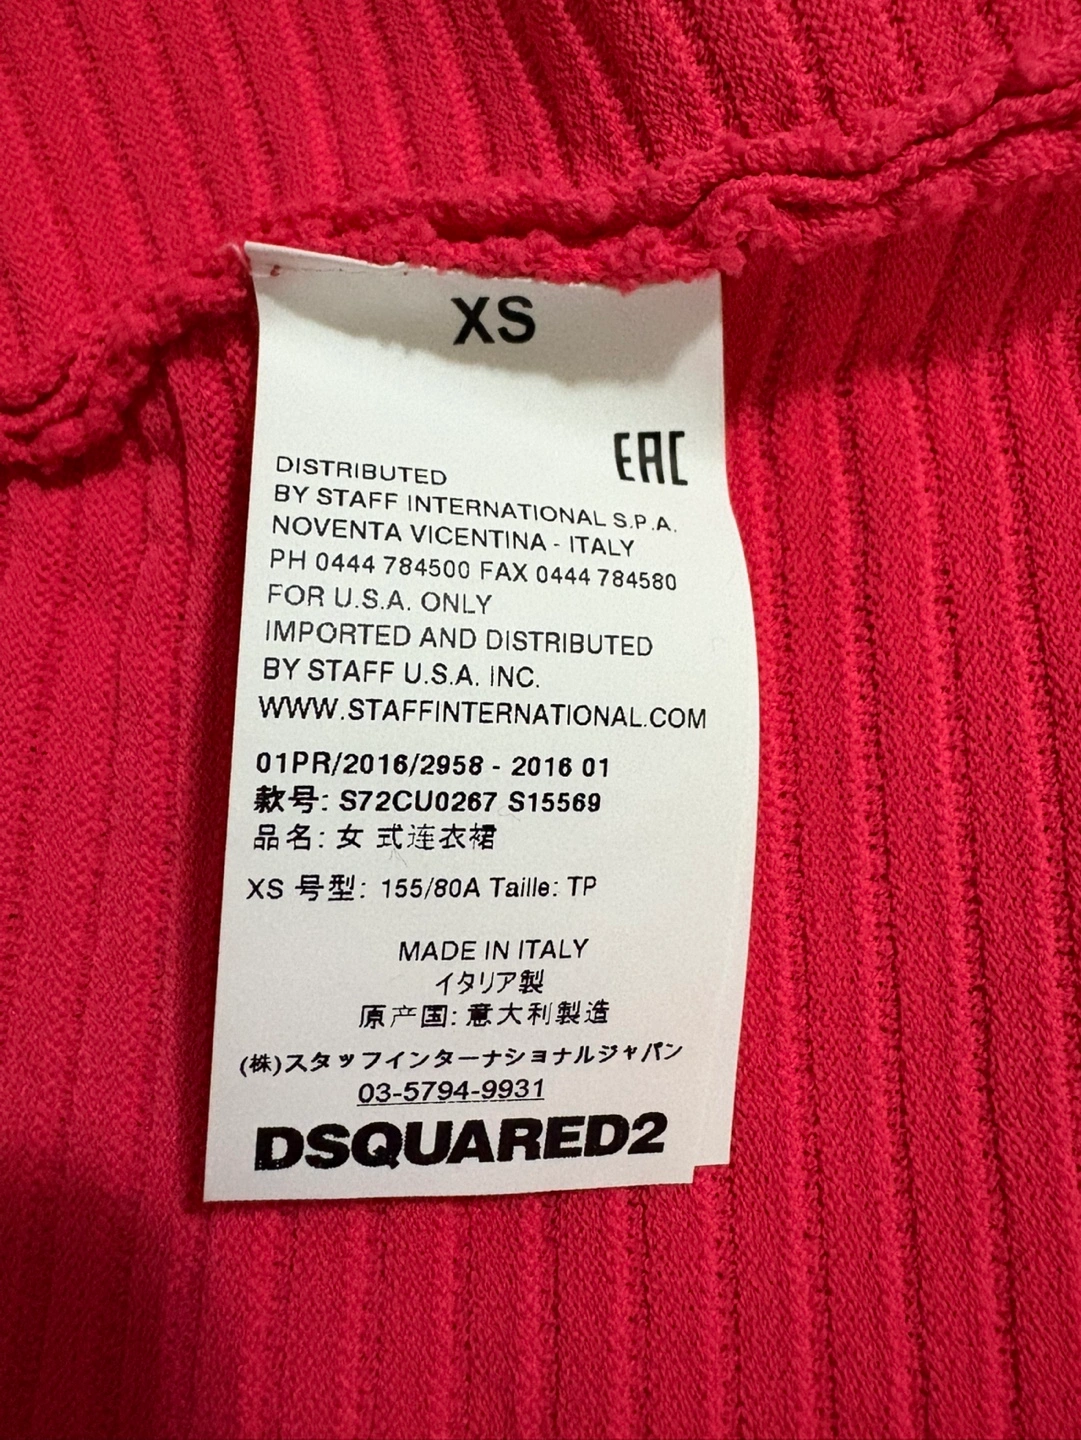 XS
EAC
DISTRIBUTED
BY STAFF INTERNATIONAL S.P.A.
NOVENTA VICENTINA - ITALY
PH 0444 784500 FAX 0444 784580
FOR U.S.A. ONLY
IMPORTED AND DISTRIBUTED
BY STAFF U.S.A. INC.
WWW.STAFFINTERNATIONAL.COM
01PR/2016/2958 - 2016 01
款号: S72CU0267 S15569
品名: 女 式连衣裙
XS 号型: 155/80A Taille: TP
MADE IN ITALY
イタリア製
原产国: 意大利製造
(株)スタッフインターナショナルジャパン
03-5794-9931
DSQUARED2